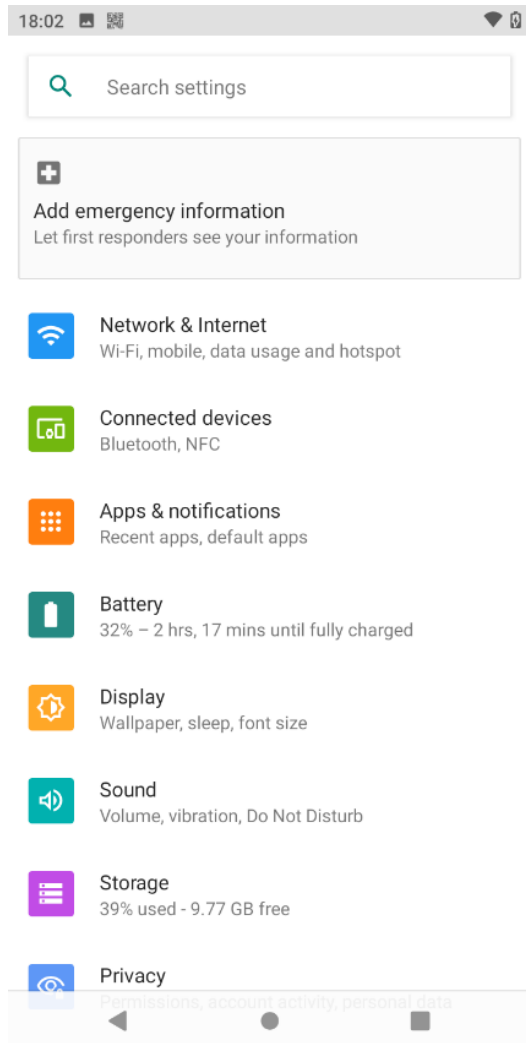 18:02
Search settings
Add emergency information
Let first responders see your information
Network & Internet
Wi-Fi, mobile, data usage and hotspot
Connected devices
Bluetooth, NFC
Apps & notifications
Recent apps, default apps
Battery
32% – 2 hrs, 17 mins until fully charged
Display
Wallpaper, sleep, font size
Sound
Volume, vibration, Do Not Disturb
Storage
39% used - 9.77 GB free
Privacy
Permissions, account activity, personal data